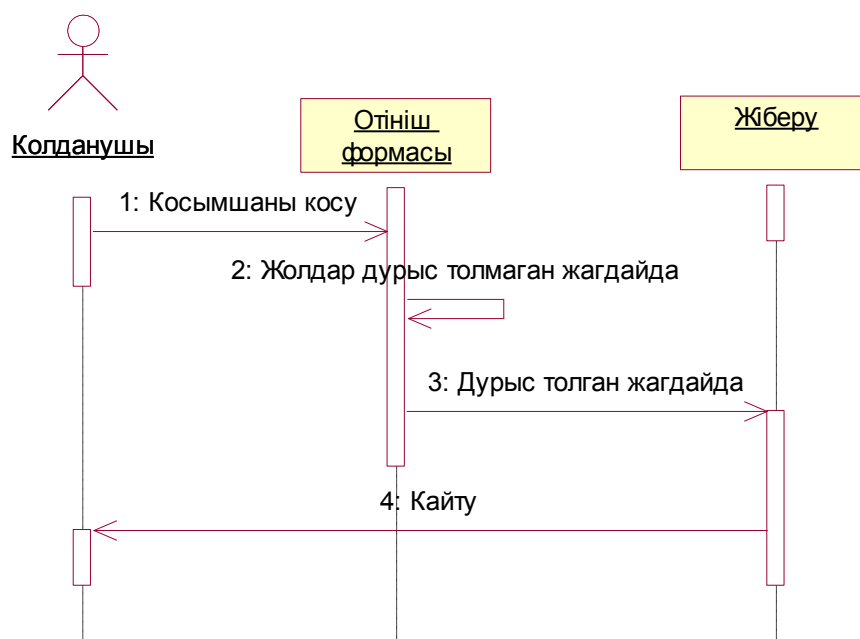 Колданушы
Отініш
формасы
Жіберу
1: Косымшаны косу
2: Жолдар дурыс толмаган жагдайда
3: Дурыс толган жагдайда
4: Кайту